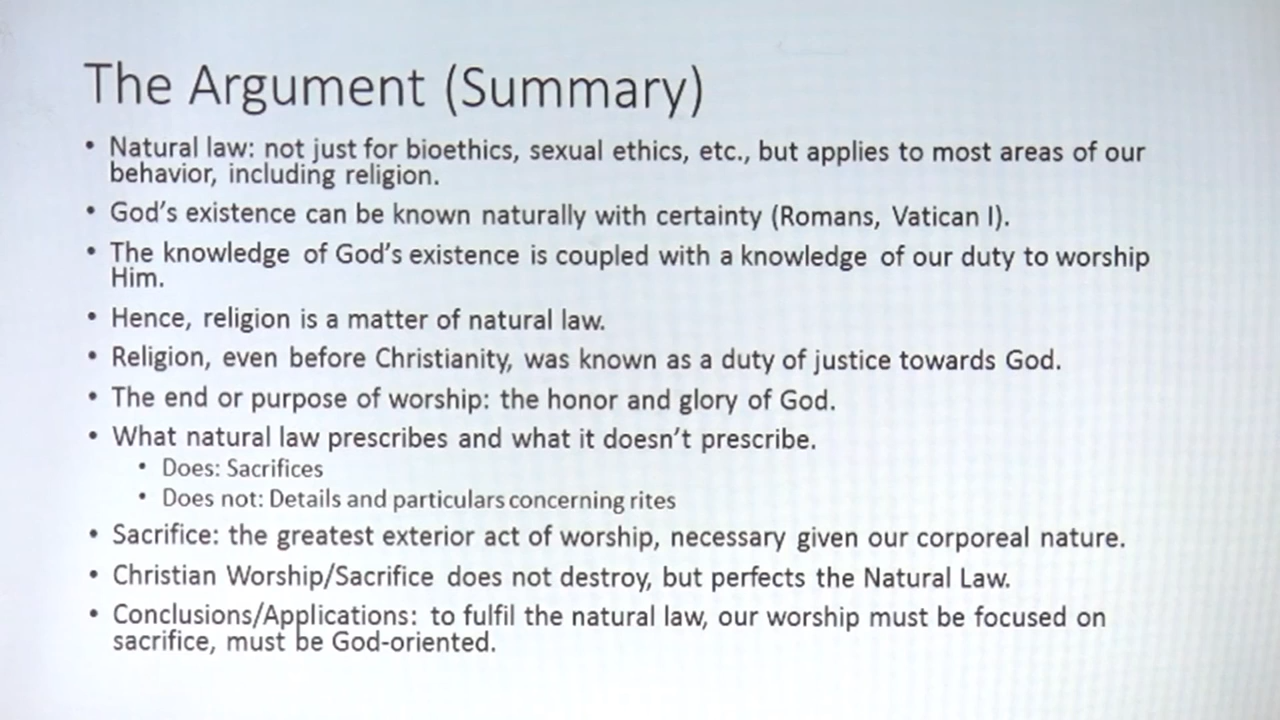 The Argument (Summary)
• Natural law: not just for bioethics, sexual ethics, etc., but applies to most areas of our
behavior, including religion.
• God's existence can be known naturally with certainty (Romans, Vatican I).
• The knowledge of God's existence is coupled with a knowledge of our duty to worship
Him.
• Hence, religion is a matter of natural law.
• Religion, even before Christianity, was known as a duty of justice towards God.
• The end or purpose of worship: the honor and glory of God.
• What natural law prescribes and what it doesn't prescribe.
• Does: Sacrifices
• Does not: Details and particulars concerning rites
• Sacrifice: the greatest exterior act of worship, necessary given our corporeal nature.
• Christian Worship/Sacrifice does not destroy, but perfects the Natural Law.
• Conclusions/Applications: to fulfil the natural law, our worship must be focused on
sacrifice, must be God-oriented.